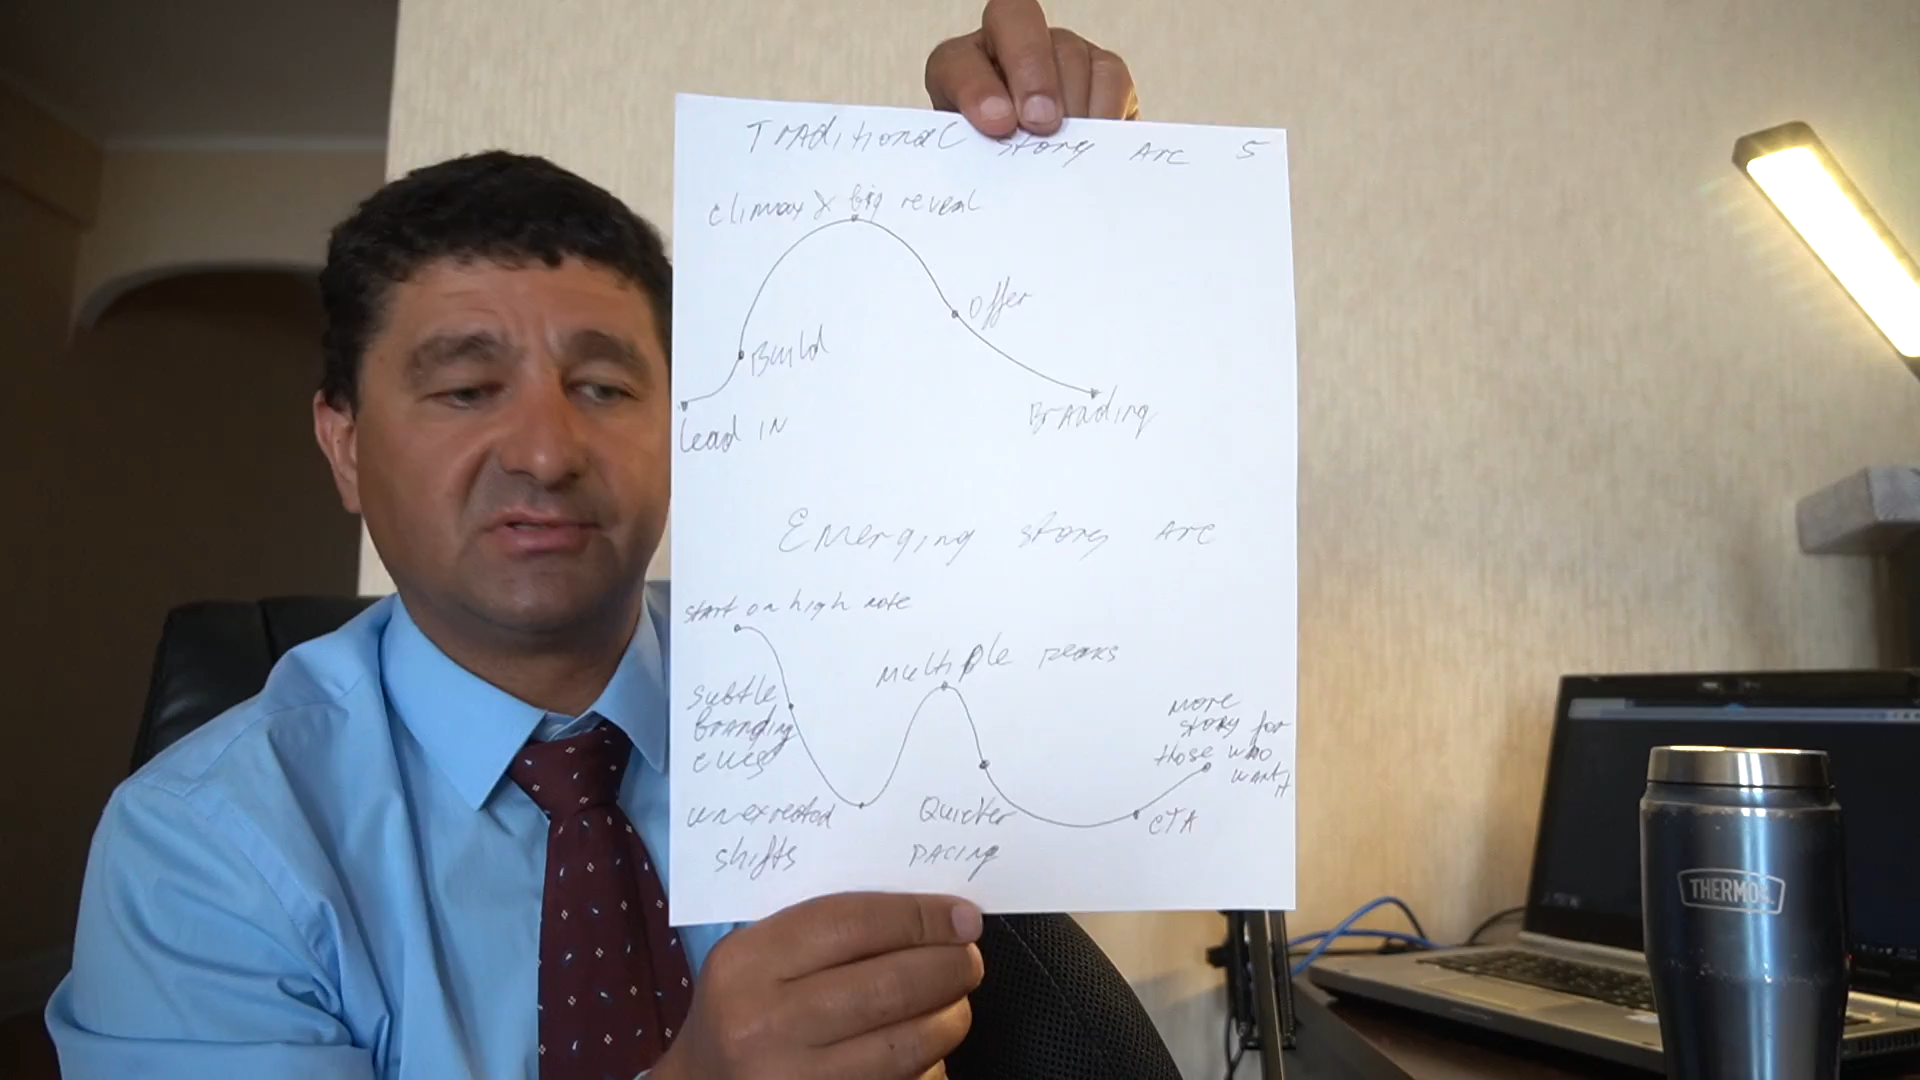 Traditional story arc 5
climax & big reveal
Offer
Build
Lead in
Branding
Emerging story arc
start on high note
Multiple peaks
subtle
branding
cues
more
story for
those who
want it
unexpected
shifts
Quieter
pacing
CTA
THERMOS